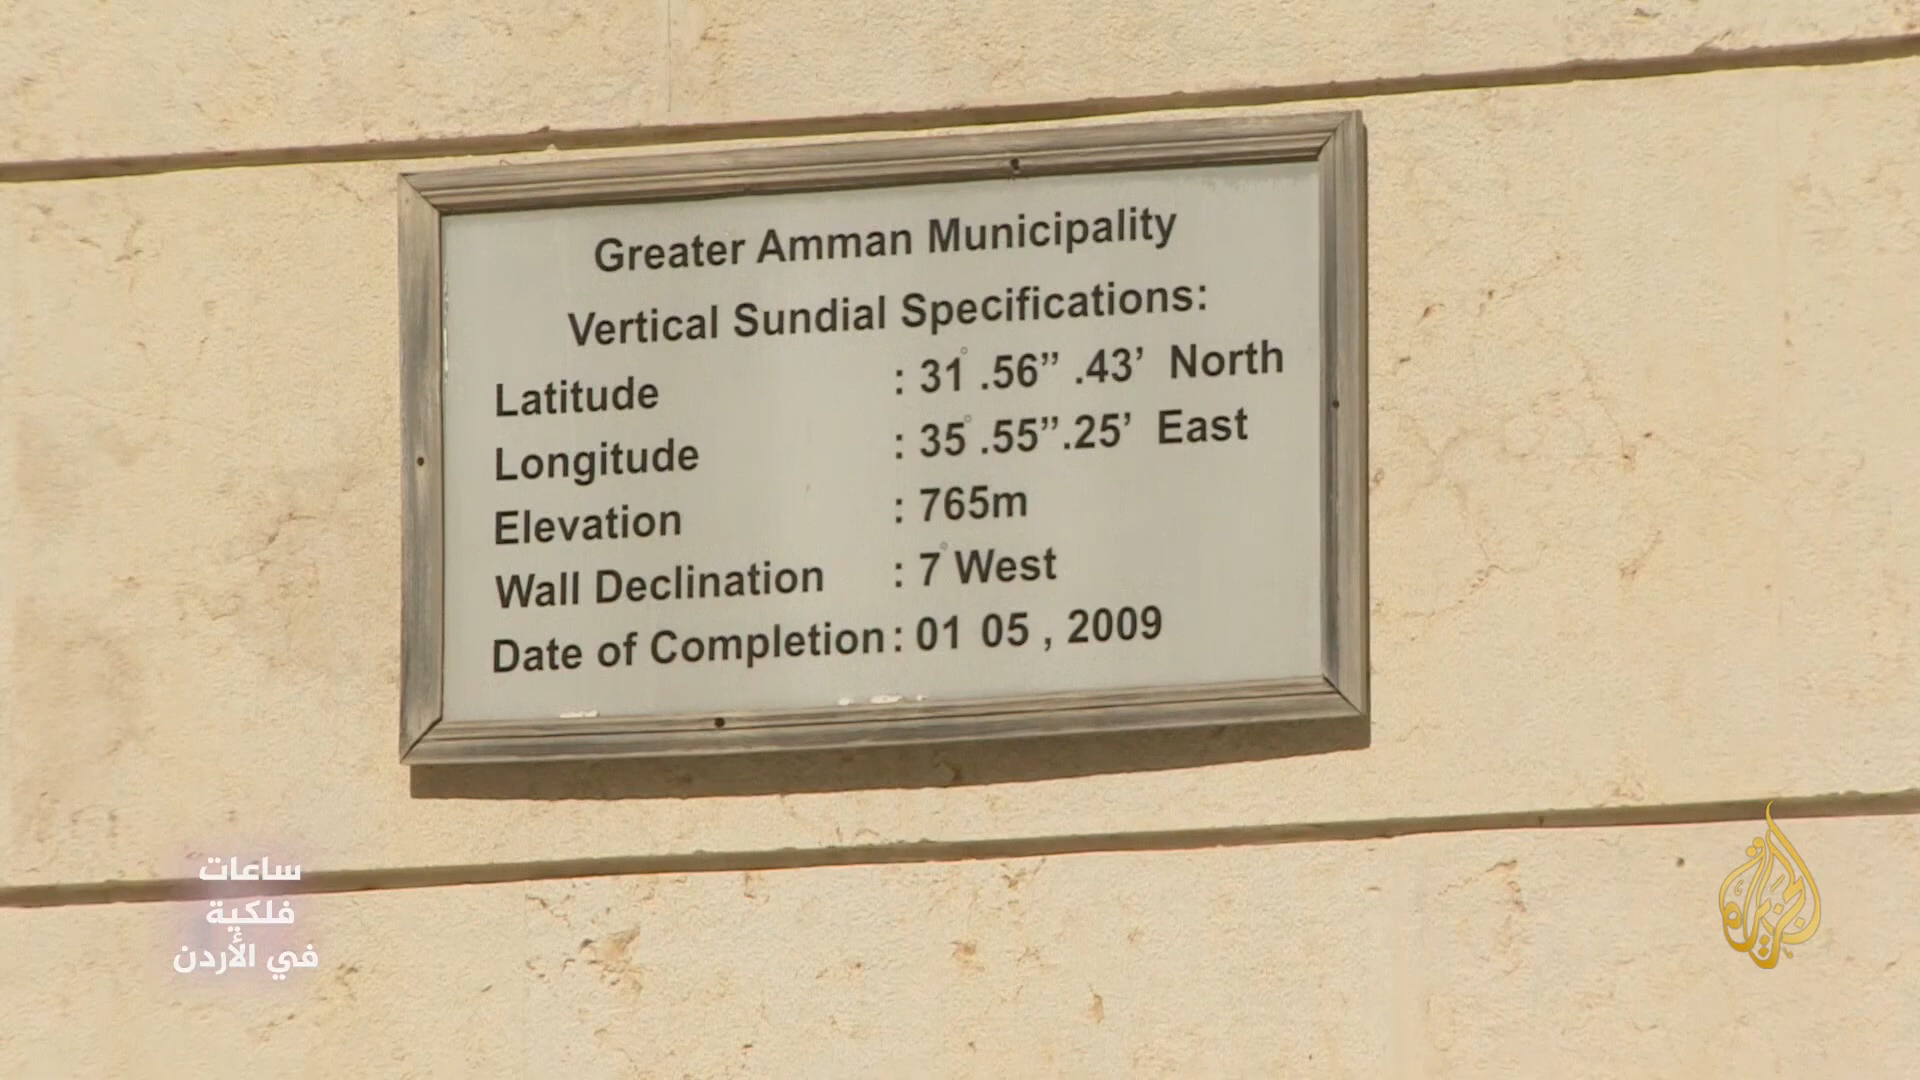 Greater Amman Municipality
Vertical Sundial Specifications:
Latitude : 31° .56” .43’ North
Longitude : 35° .55”.25’ East
Elevation : 765m
Wall Declination : 7° West
Date of Completion : 01 05 , 2009
ساعات
فلكية
في الأردن
الجزيرة